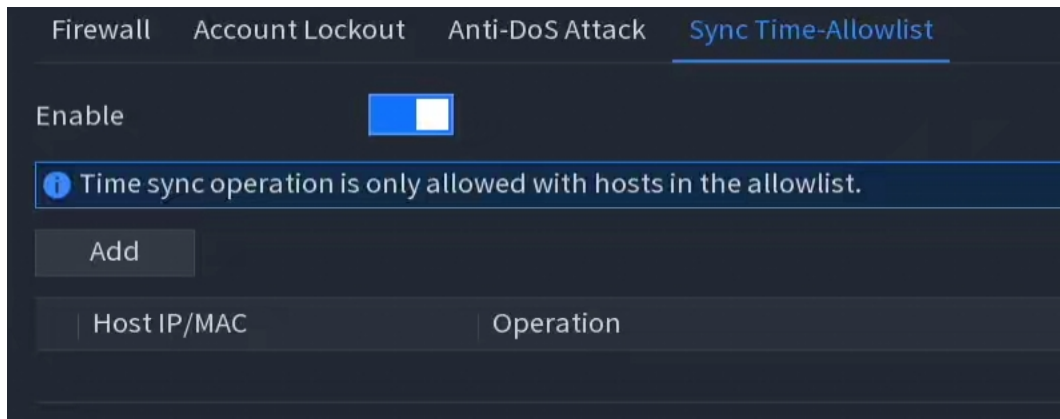 Firewall Account Lockout Anti-DoS Attack Sync Time-Allowlist
Enable
Time sync operation is only allowed with hosts in the allowlist.
Add
Host IP/MAC Operation